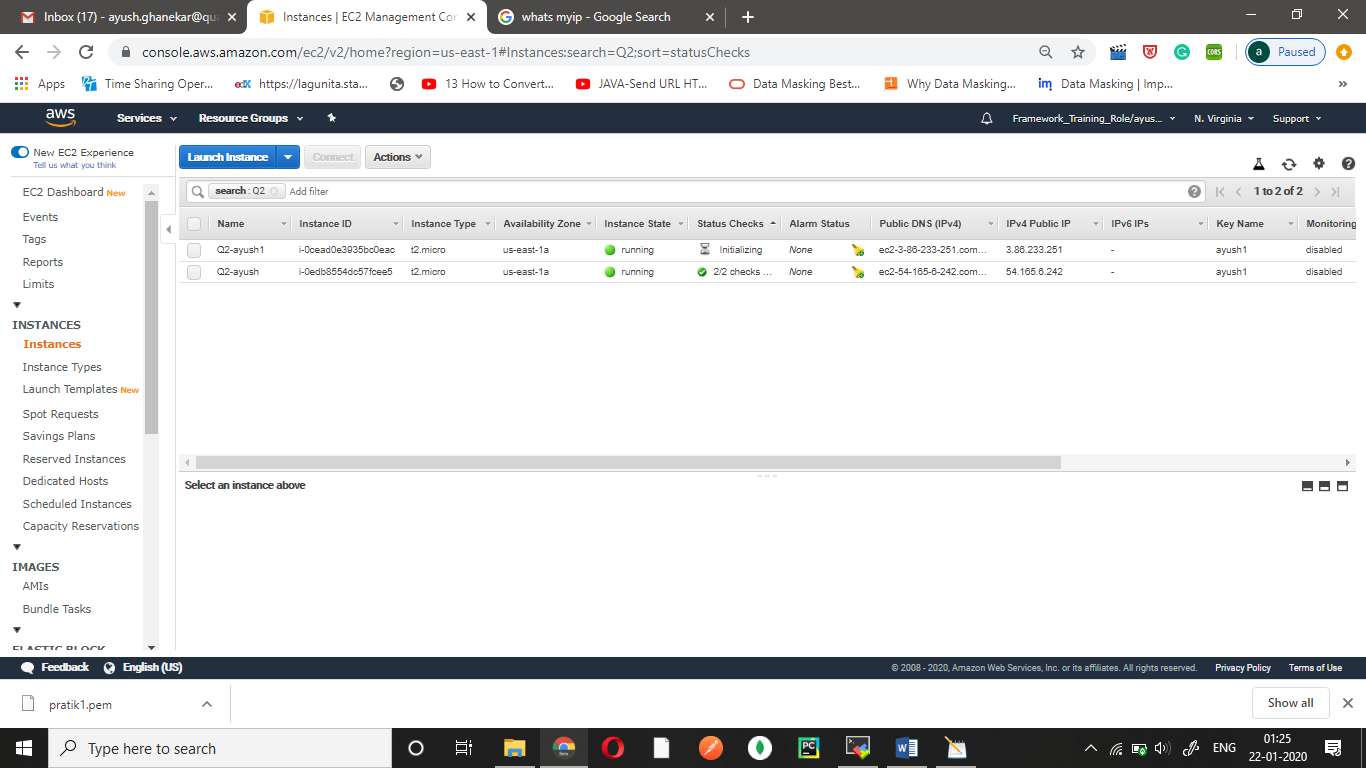 Inbox (17) - ayush.ghanekar@qu
Instances | EC2 Management Con
whats myip - Google Search
console.aws.amazon.com/ec2/v2/home?region=us-east-1#Instances:search=Q2;sort=statusChecks
CORS
a Paused
Apps
Time Sharing Oper...
edX https://lagunita.sta...
13 How to Convert...
JAVA-Send URL HT...
Data Masking Best...
Why Data Masking...
im Data Masking | Imp...
»
aws
Services
Resource Groups
Framework_Training_Role/ayus...
N. Virginia
Support
New EC2 Experience
Tell us what you think
EC2 Dashboard New
Events
Tags
Reports
Limits
INSTANCES
Instances
Instance Types
Launch Templates New
Spot Requests
Savings Plans
Reserved Instances
Dedicated Hosts
Scheduled Instances
Capacity Reservations
IMAGES
AMIs
Bundle Tasks
ELASTIC BLOCK
Launch Instance
Connect
Actions
search : Q2 Add filter
1 to 2 of 2
Name Instance ID Instance Type Availability Zone Instance State Status Checks Alarm Status Public DNS (IPv4) IPv4 Public IP IPv6 IPs Key Name Monitoring
Q2-ayush1 i-0cead0e3935bc0eac t2.micro us-east-1a running Initializing None ec2-3-86-233-251.com... 3.86.233.251 - ayush1 disabled
Q2-ayush i-0edb8554dc57fcee5 t2.micro us-east-1a running 2/2 checks ... None ec2-54-165-6-242.com... 54.165.6.242 - ayush1 disabled
Select an instance above
Feedback
English (US)
© 2008 - 2020, Amazon Web Services, Inc. or its affiliates. All rights reserved.
Privacy Policy
Terms of Use
pratik1.pem
Show all
Type here to search
PC
ENG
01:25
22-01-2020